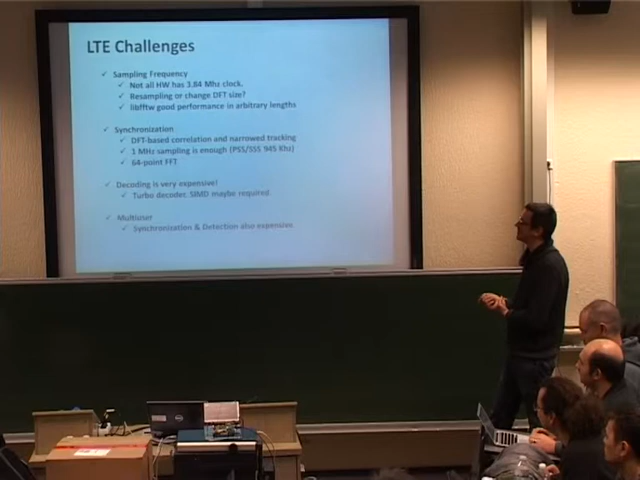 LTE Challenges
✓ Sampling Frequency
✓ Not all HW has 3.84 Mhz clock.
✓ Resampling or change DFT size?
✓ libfftw good performance in arbitrary lengths
✓ Synchronization
✓ DFT-based correlation and narrowed tracking
✓ 1 MHz sampling is enough (PSS/SSS 945 Khz)
✓ 64-point FFT
✓ Decoding is very expensive!
✓ Turbo decoder, SIMD maybe required
✓ Multiuser
✓ Synchronization & Detection also expensive.